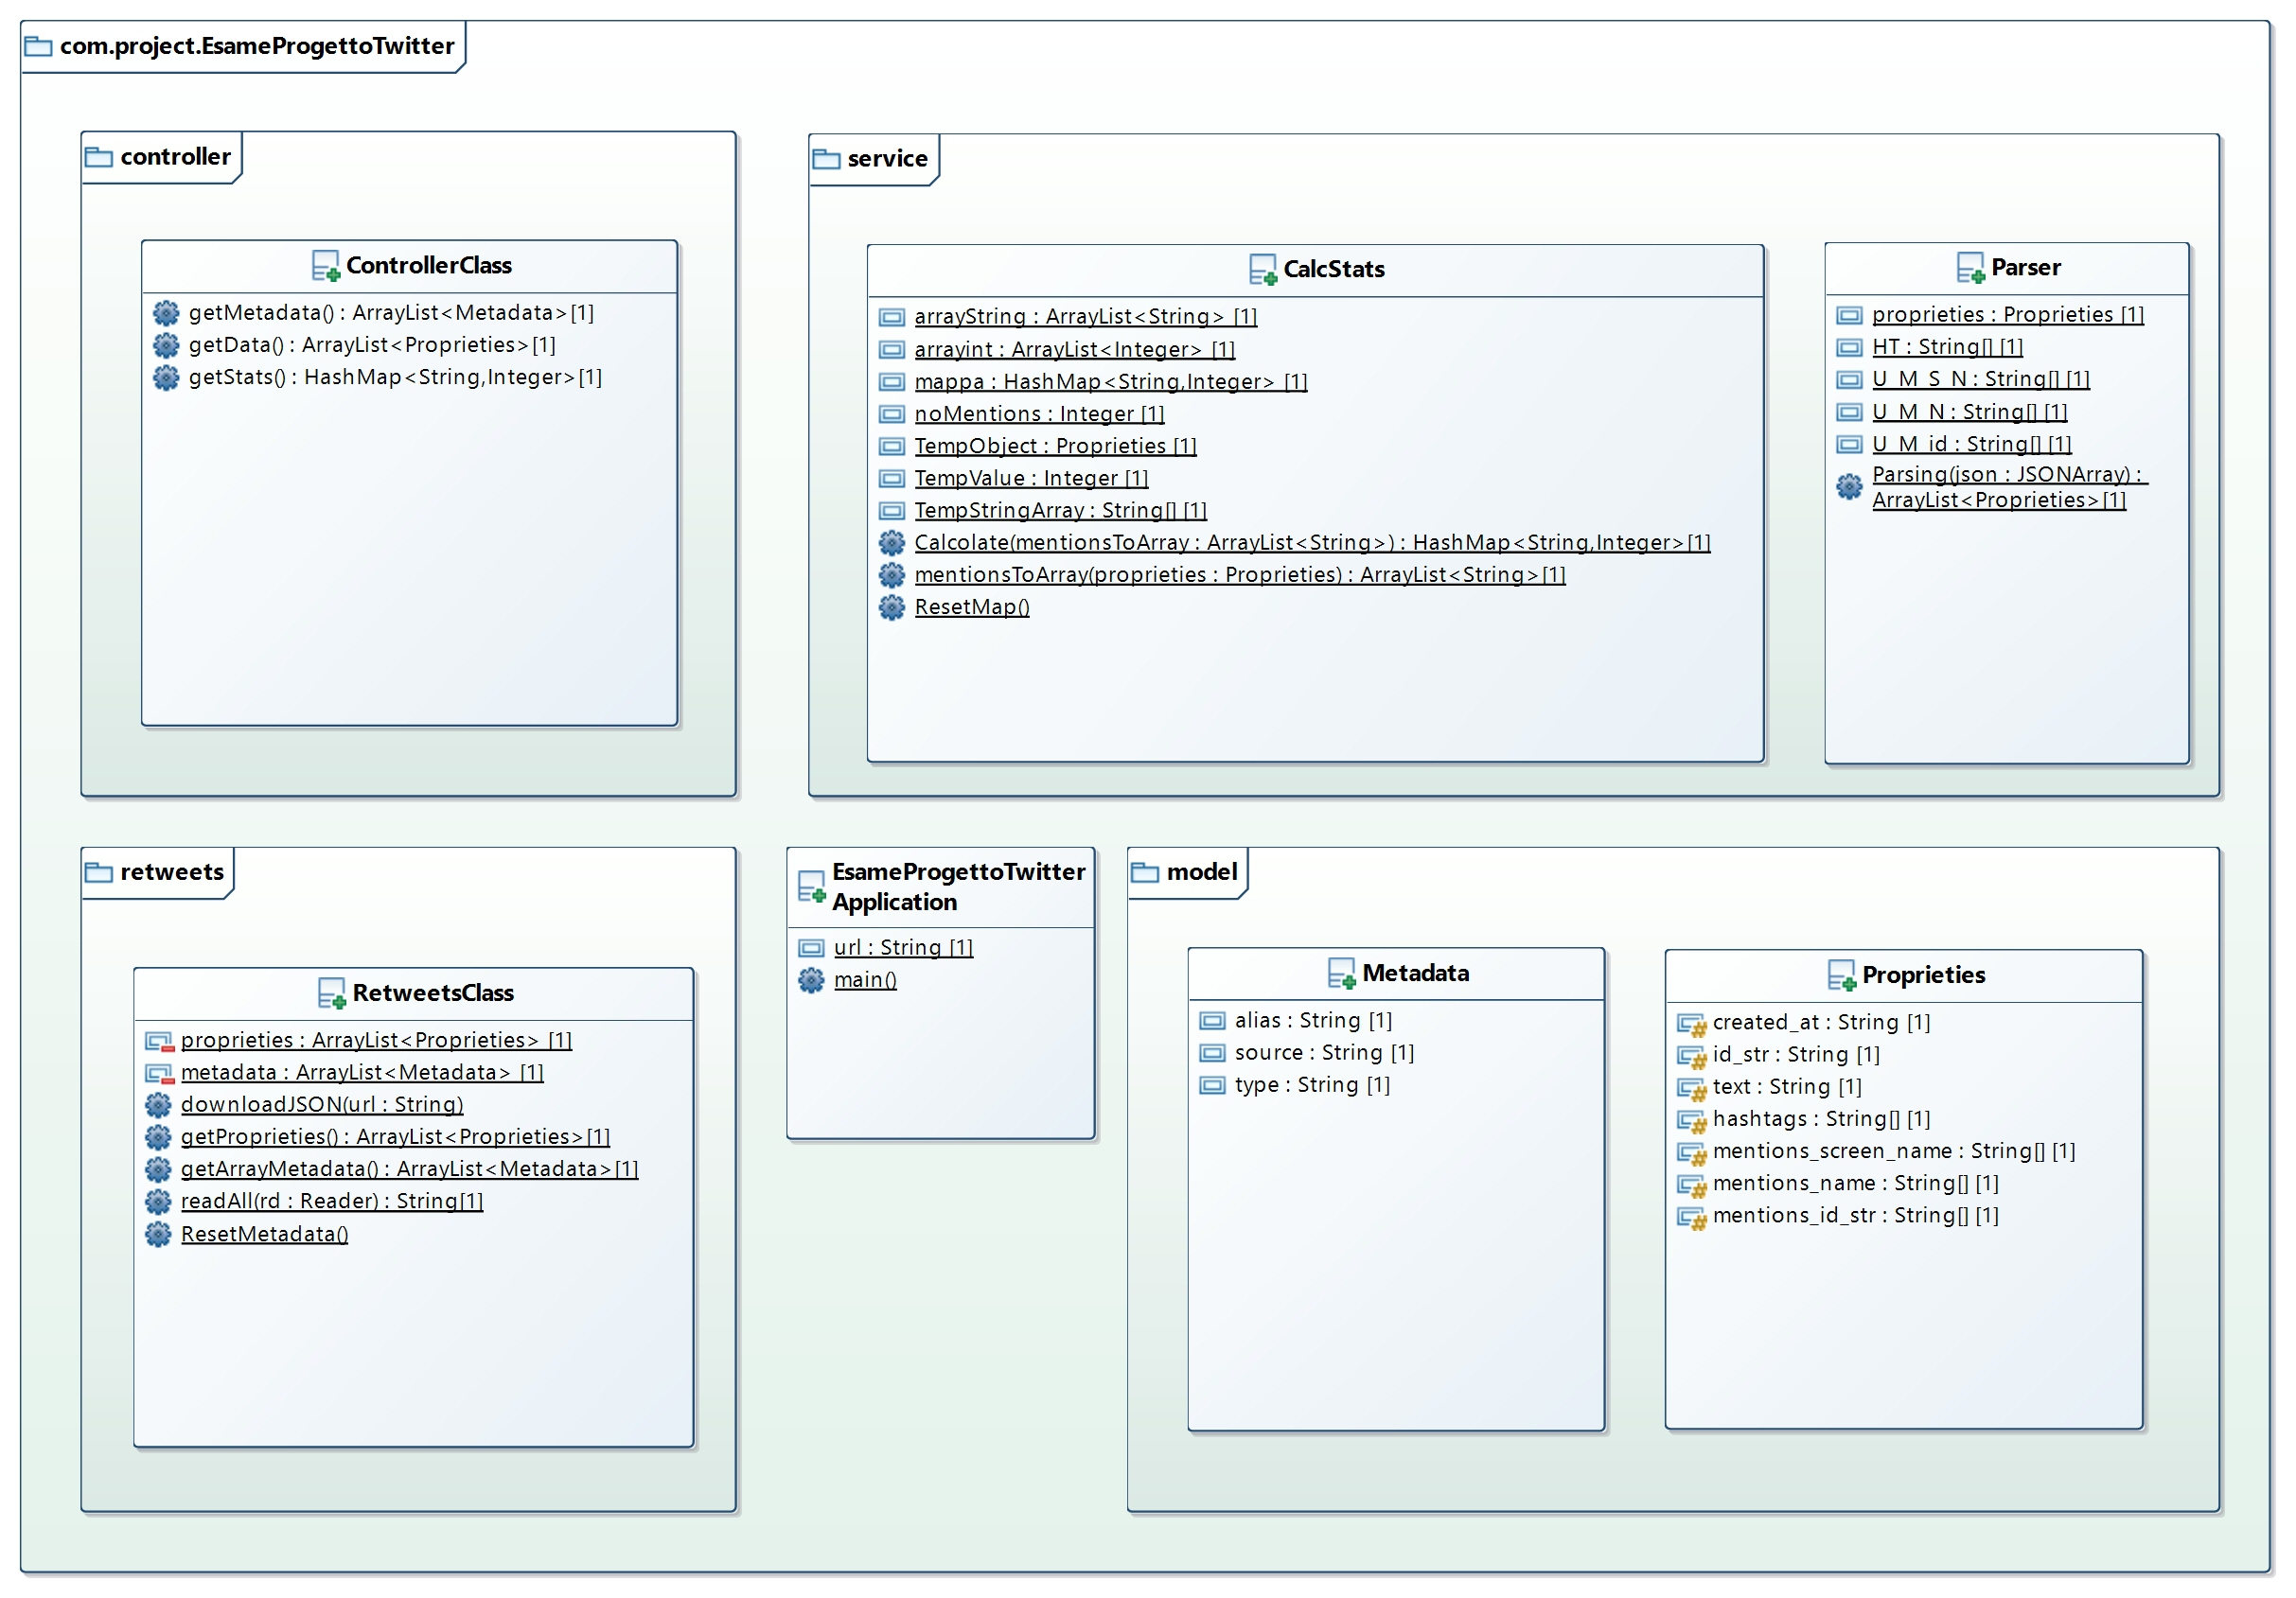 com.project.EsameProgettoTwitter
controller
ControllerClass
getMetadata() : ArrayList<Metadata>[1]
getData() : ArrayList<Proprieties>[1]
getStats() : HashMap<String,Integer>[1]
service
CalcStats
arrayString : ArrayList<String> [1]
arrayint : ArrayList<Integer> [1]
mappa : HashMap<String,Integer> [1]
noMentions : Integer [1]
TempObject : Proprieties [1]
TempValue : Integer [1]
TempStringArray : String[] [1]
Calcolate(mentionsToArray : ArrayList<String>) : HashMap<String,Integer>[1]
mentionsToArray(proprieties : Proprieties) : ArrayList<String>[1]
ResetMap()
Parser
proprieties : Proprieties [1]
HT : String[] [1]
U_M_S_N : String[] [1]
U_M_N : String[] [1]
U_M_id : String[] [1]
Parsing(json : JSONArray) :
ArrayList<Proprieties>[1]
retweets
RetweetsClass
proprieties : ArrayList<Proprieties> [1]
metadata : ArrayList<Metadata> [1]
downloadJSON(url : String)
getProprieties() : ArrayList<Proprieties>[1]
getArrayMetadata() : ArrayList<Metadata>[1]
readAll(rd : Reader) : String[1]
ResetMetadata()
EsameProgettoTwitter
Application
url : String [1]
main()
model
Metadata
alias : String [1]
source : String [1]
type : String [1]
Proprieties
created_at : String [1]
id_str : String [1]
text : String [1]
hashtags : String[] [1]
mentions_screen_name : String[] [1]
mentions_name : String[] [1]
mentions_id_str : String[] [1]